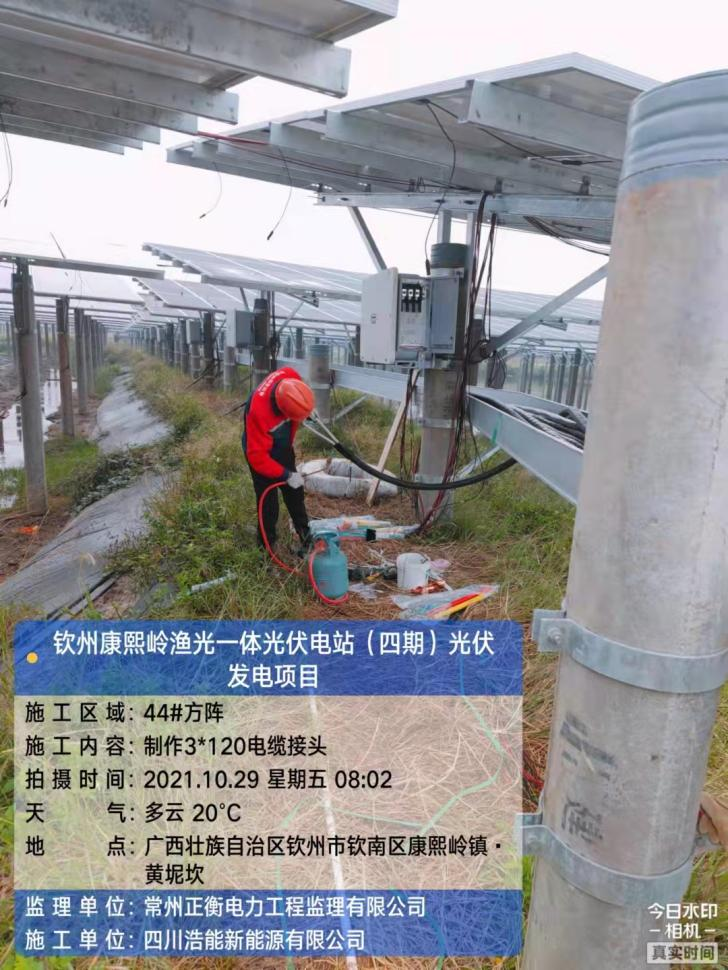 钦州康熙岭渔光一体光伏电站（四期）光伏
发电项目
施工区域：44#方阵
施工内容：制作3*120电缆接头
拍摄时间：2021.10.29 星期五 08:02
天气：多云 20℃
地点：广西壮族自治区钦州市钦南区康熙岭镇·
黄坭坎
监理单位：常州正衡电力工程监理有限公司
施工单位：四川浩能新能源有限公司
今日水印
-相机-
真实时间